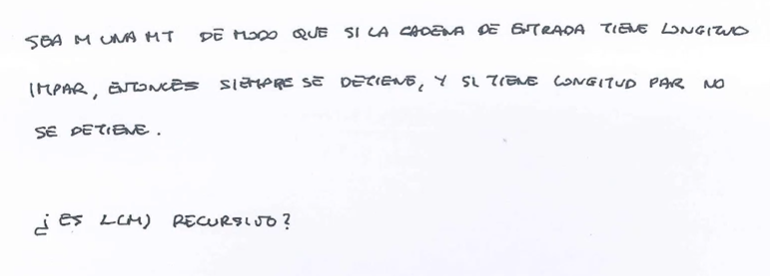 SEA M UNA MT DE MODO QUE SI LA CADENA DE ENTRADA TIENE LONGITUD
IMPAR, ENTONCES SIEMPRE SE DETIENE, Y SI TIENE LONGITUD PAR NO
SE DETIENE.
¿ES L(M) RECURSIVO?